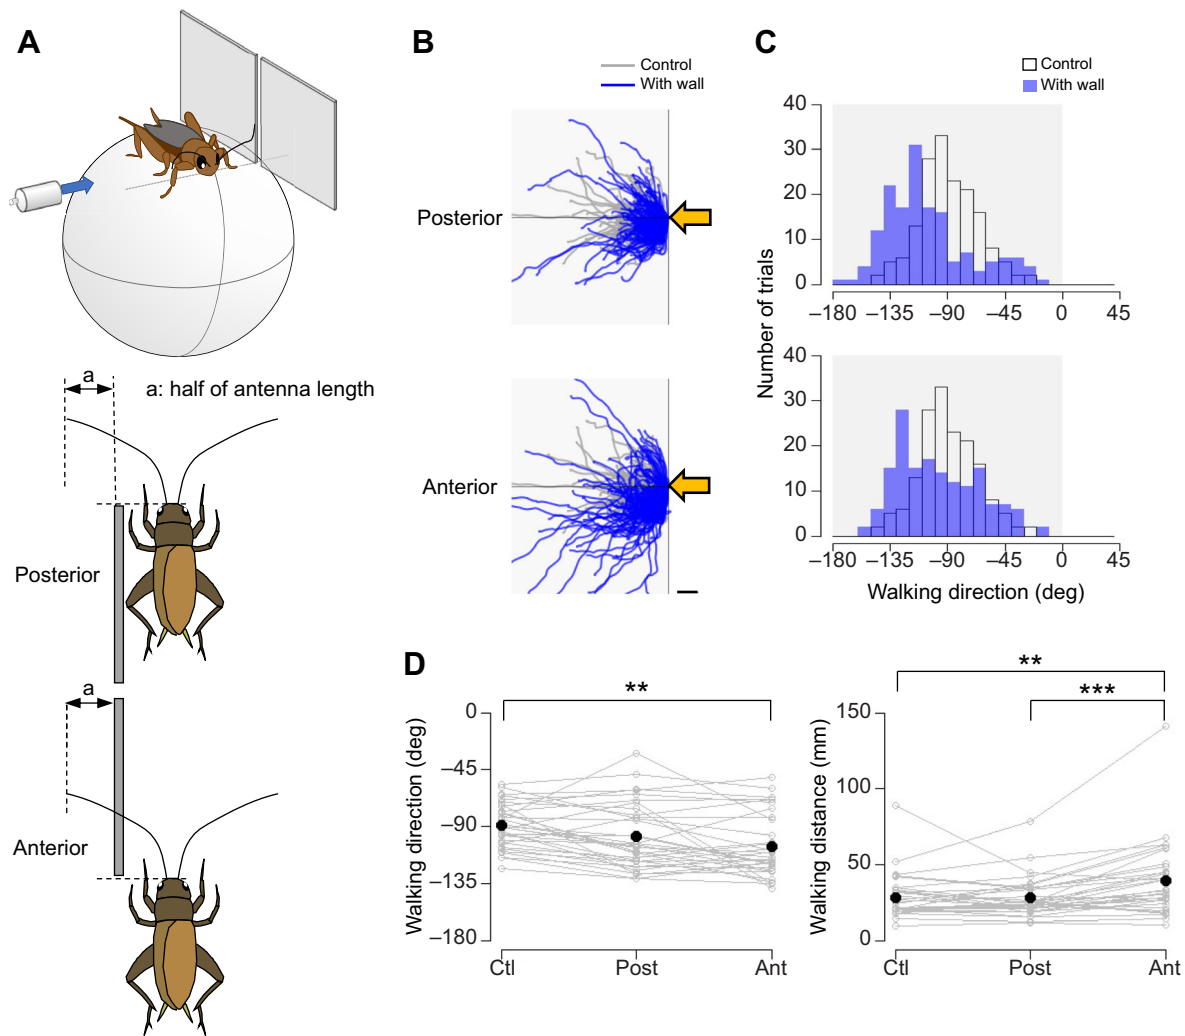 A
a
a: half of antenna length
Posterior
a
Anterior
B
Control
With wall
Posterior
Anterior
C
Control
With wall
Number of trials
40
30
20
10
0
−180
−135
−90
−45
0
45
40
30
20
10
0
−180
−135
−90
−45
0
45
Walking direction (deg)
D
**
Walking direction (deg)
0
−45
−90
−135
−180
Ctl
Post
Ant
**
***
Walking distance (mm)
150
100
50
0
Ctl
Post
Ant